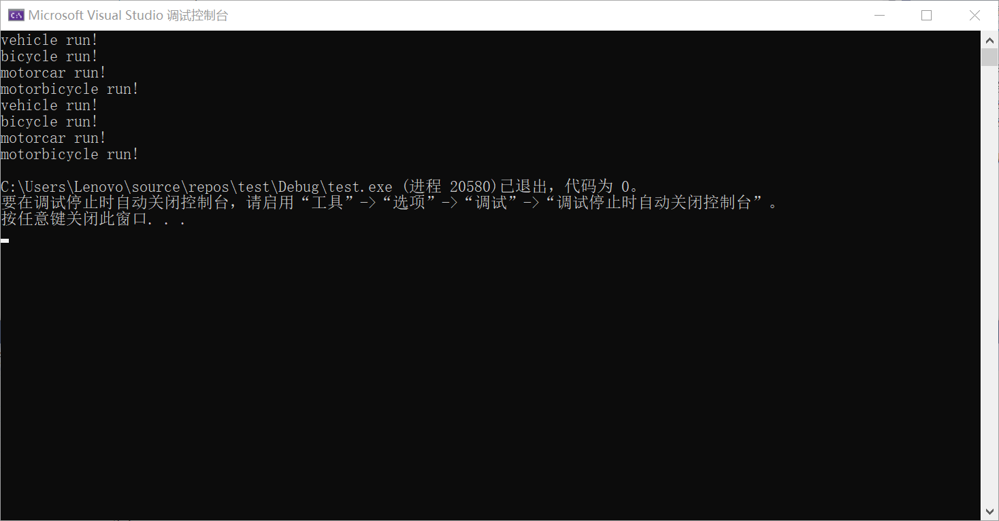 Microsoft Visual Studio 调试控制台
vehicle run!
bicycle run!
motorcar run!
motorbicycle run!
vehicle run!
bicycle run!
motorcar run!
motorbicycle run!
C:\Users\Lenovo\source\repos\test\Debug\test.exe (进程 20580)已退出，代码为 0。
要在调试停止时自动关闭控制台，请启用“工具”->“选项”->“调试”->“调试停止时自动关闭控制台”。
按任意键关闭此窗口. . .